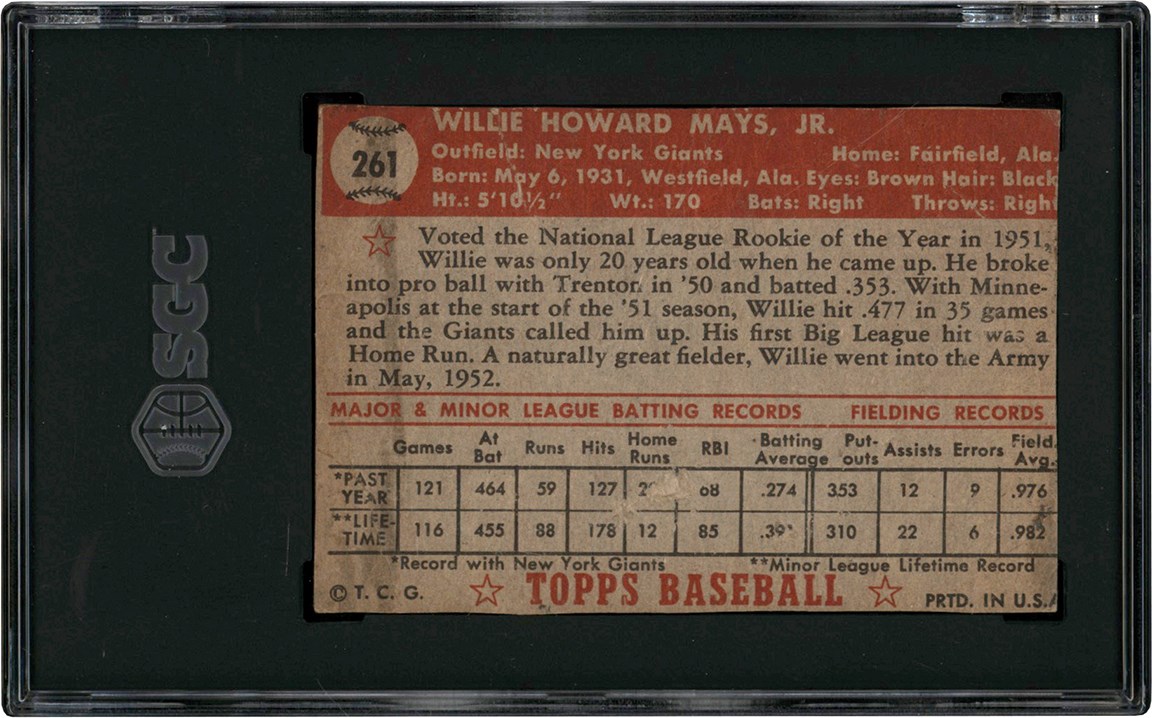 SGC
261
WILLIE HOWARD MAYS, JR.
Outfield: New York Giants Home: Fairfield, Ala.
Born: May 6, 1931, Westfield, Ala. Eyes: Brown Hair: Black
Ht.: 5'10½" Wt.: 170 Bats: Right Throws: Right
Voted the National League Rookie of the Year in 1951,
Willie was only 20 years old when he came up. He broke
into pro ball with Trenton in '50 and batted .353. With Minne-
apolis at the start of the '51 season, Willie hit .477 in 35 games
and the Giants called him up. His first Big League hit was a
Home Run. A naturally great fielder, Willie went into the Army
in May, 1952.
MAJOR & MINOR LEAGUE BATTING RECORDS FIELDING RECORDS
Games At Bat Runs Hits Home Runs RBI Batting Average Put-outs Assists Errors Field. Avg.
*PAST YEAR 121 464 59 127 2 68 .274 353 12 9 .976
**LIFE-TIME 116 455 88 178 12 85 .39 310 22 6 .982
*Record with New York Giants **Minor League Lifetime Record
© T. C. G. TOPPS BASEBALL PRTD. IN U.S.A